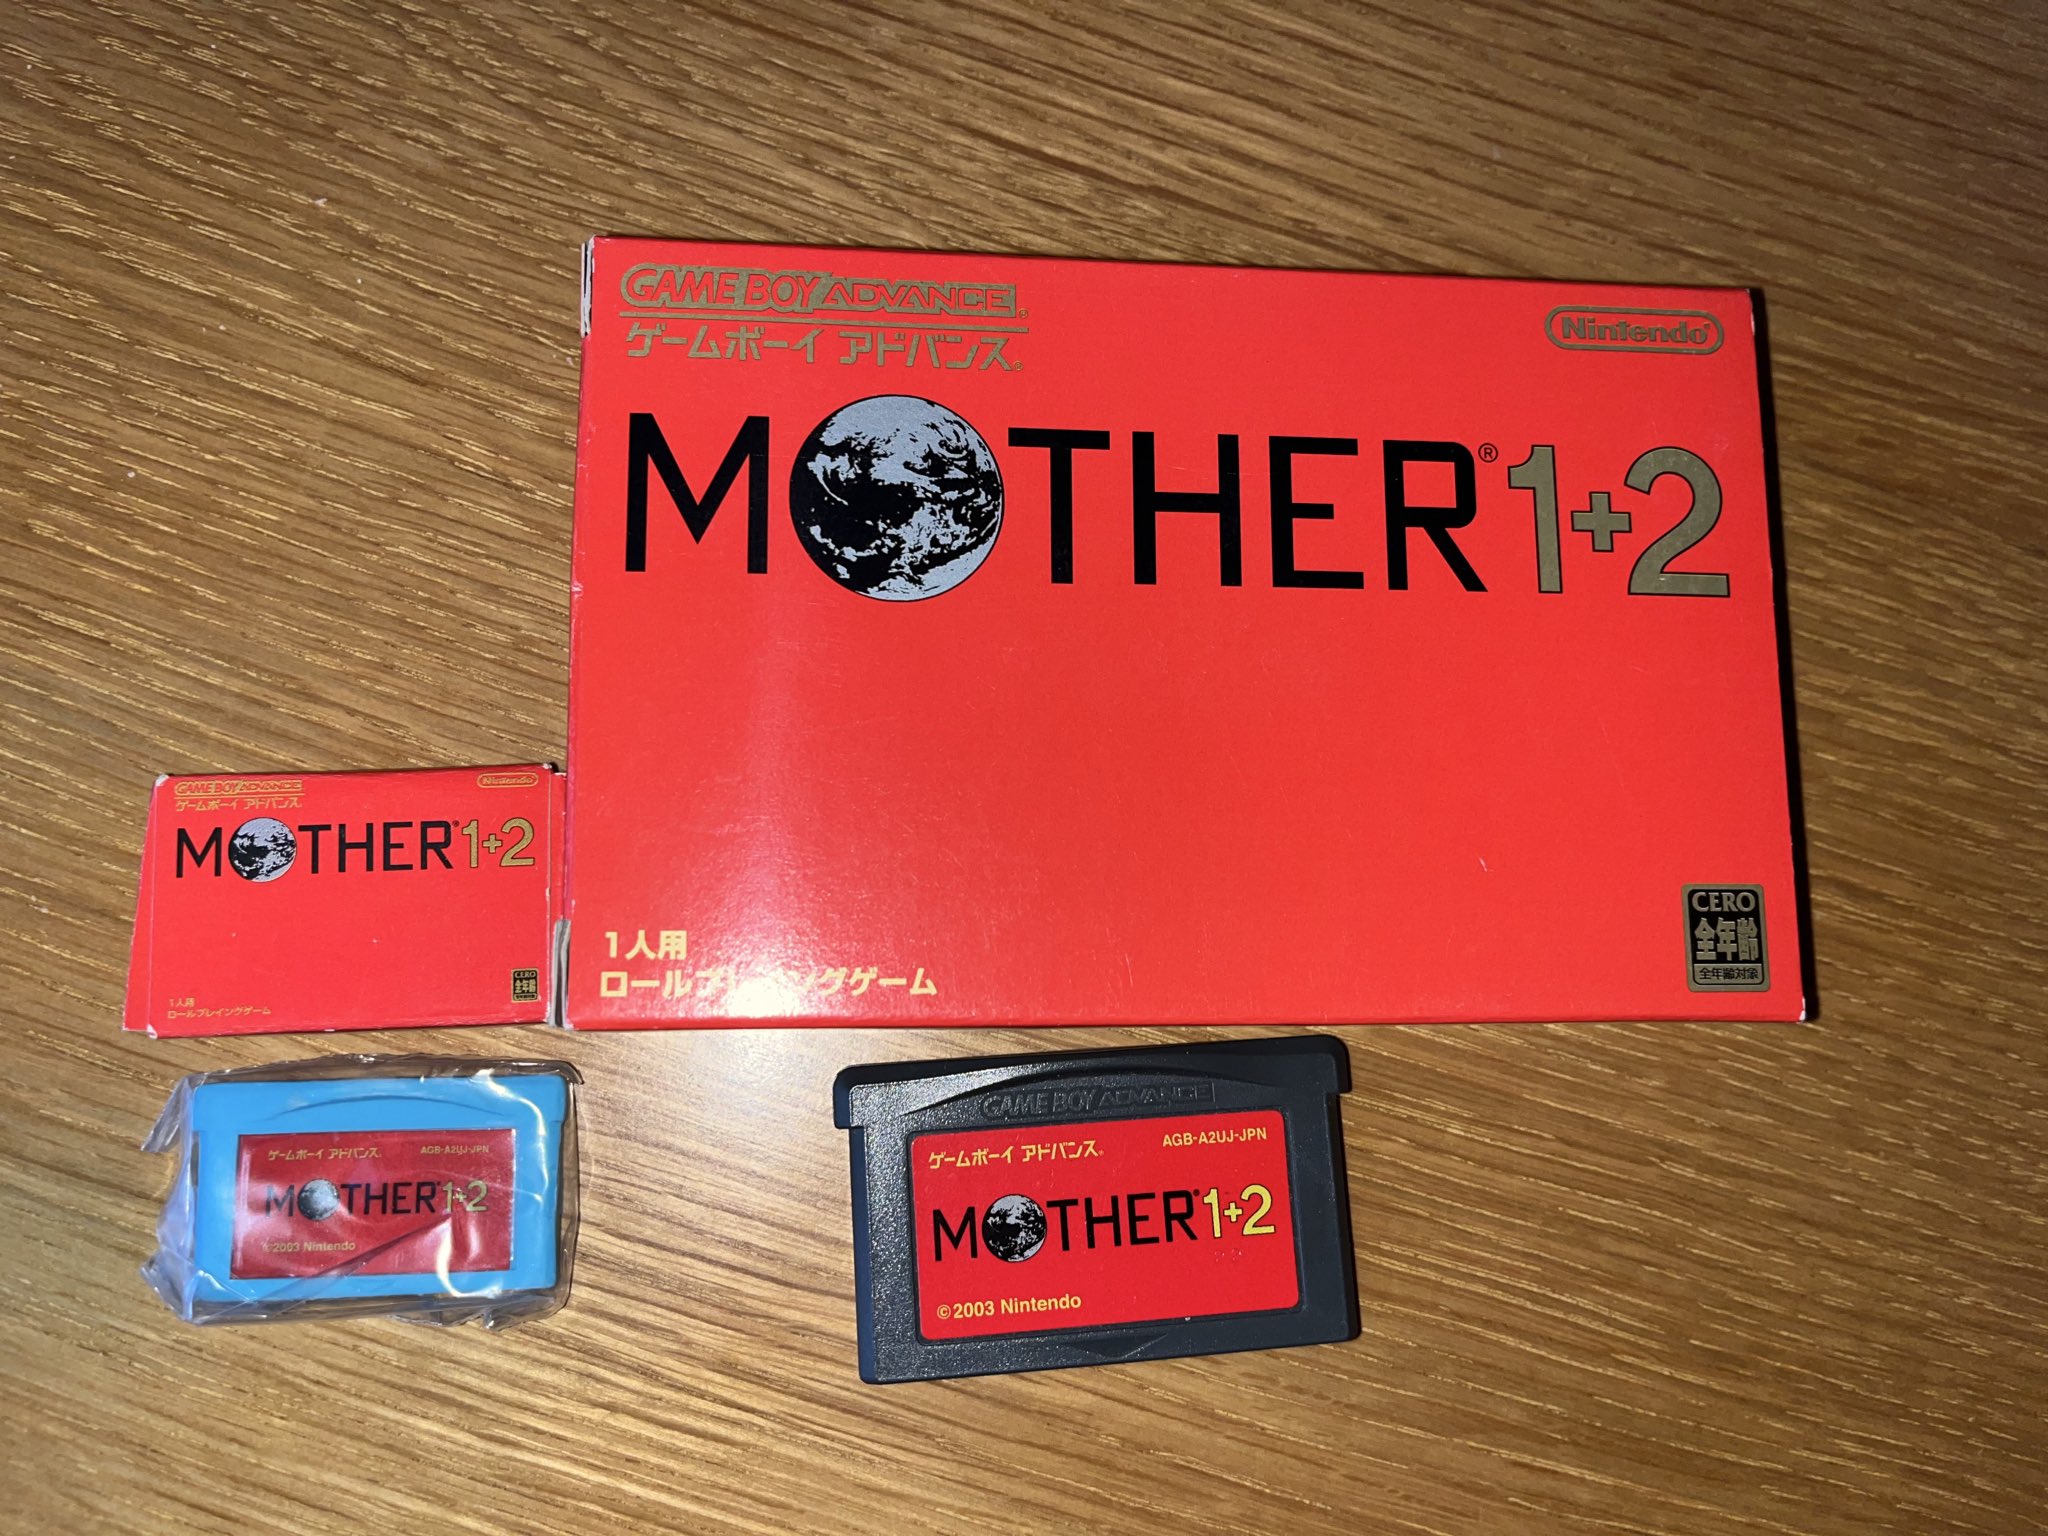 GAME BOY ADVANCE®
ゲームボーイ アドバンス®
Nintendo®
MOTHER® 1+2
1人用
ロールプレイングゲーム
CERO
全年齢
全年齢対象
GAME BOY ADVANCE
ゲームボーイ アドバンス
Nintendo
MOTHER® 1+2
1人用
ロールプレイングゲーム
CERO
全年齢
全年齢対象
ゲームボーイ アドバンス®
AGB-A2UJ-JPN
MOTHER® 1+2
©2003 Nintendo
GAME BOY ADVANCE
ゲームボーイ アドバンス®
AGB-A2UJ-JPN
MOTHER® 1+2
©2003 Nintendo